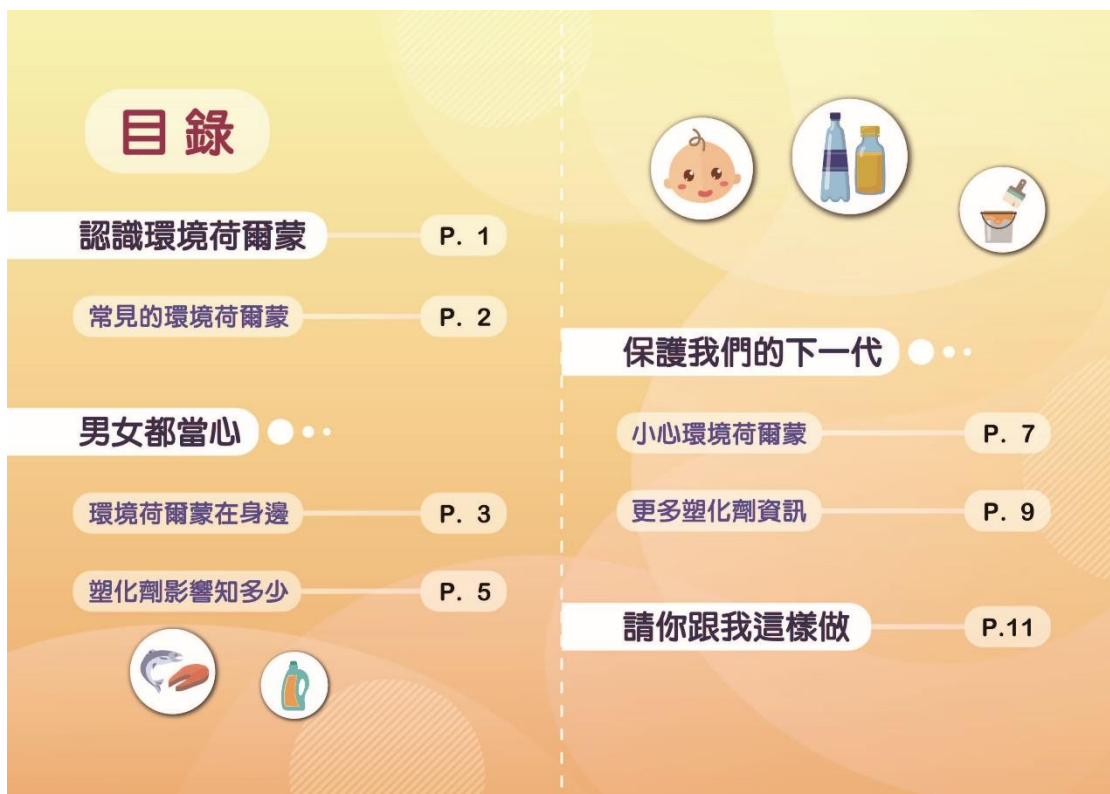 目錄
認識環境荷爾蒙 P. 1
常見的環境荷爾蒙 P. 2
男女都當心
環境荷爾蒙在身邊 P. 3
塑化劑影響知多少 P. 5
保護我們的下一代
小心環境荷爾蒙 P. 7
更多塑化劑資訊 P. 9
請你跟我這樣做 P.11